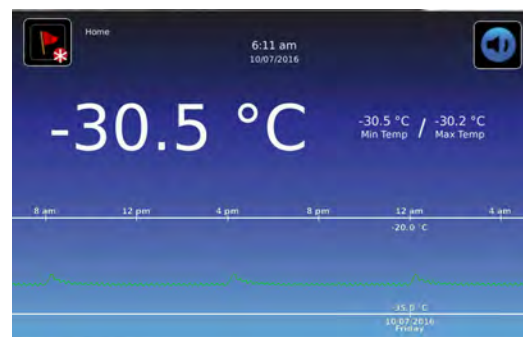 Home
6:11 am
10/07/2016
-30.5 °C
-30.5 °C / -30.2 °C
Min Temp Max Temp
8 am 12 pm 4 pm 8 pm 12 am 4 am
-20.0 °C
-35.0 °C
10/07/2016
Friday